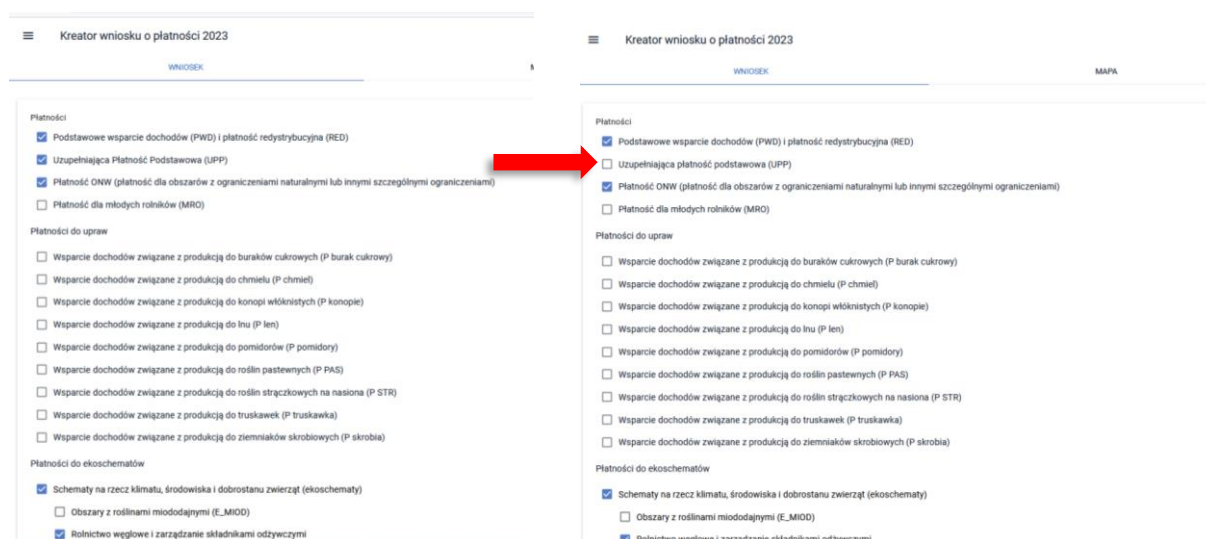 Kreator wniosku o płatności 2023
WNIOSEK
Płatności
Podstawowe wsparcie dochodów (PWD) i płatność redystrybucyjna (RED)
Uzupełniająca Płatność Podstawowa (UPP)
Płatność ONW (płatność dla obszarów z ograniczeniami naturalnymi lub innymi szczególnymi ograniczeniami)
Płatność dla młodych rolników (MRO)
Płatności do upraw
Wsparcie dochodów związane z produkcją do buraków cukrowych (P burak cukrowy)
Wsparcie dochodów związane z produkcją do chmielu (P chmiel)
Wsparcie dochodów związane z produkcją do konopi włóknistych (P konopie)
Wsparcie dochodów związane z produkcją do lnu (P len)
Wsparcie dochodów związane z produkcją do pomidorów (P pomidory)
Wsparcie dochodów związane z produkcją do roślin pastewnych (P PAS)
Wsparcie dochodów związane z produkcją do roślin strączkowych na nasiona (P STR)
Wsparcie dochodów związane z produkcją do truskawek (P truskawka)
Wsparcie dochodów związane z produkcją do ziemniaków skrobiowych (P skrobia)
Płatności do ekoschematów
Schematy na rzecz klimatu, środowiska i dobrostanu zwierząt (ekoschematy)
Obszary z roślinami miododajnymi (E_MIOD)
Rolnictwo węglowe i zarządzanie składnikami odżywczymi
Kreator wniosku o płatności 2023
WNIOSEK
MAPA
Płatności
Podstawowe wsparcie dochodów (PWD) i płatność redystrybucyjna (RED)
Uzupełniająca płatność podstawowa (UPP)
Płatność ONW (płatność dla obszarów z ograniczeniami naturalnymi lub innymi szczególnymi ograniczeniami)
Płatność dla młodych rolników (MRO)
Płatności do upraw
Wsparcie dochodów związane z produkcją do buraków cukrowych (P burak cukrowy)
Wsparcie dochodów związane z produkcją do chmielu (P chmiel)
Wsparcie dochodów związane z produkcją do konopi włóknistych (P konopie)
Wsparcie dochodów związane z produkcją do lnu (P len)
Wsparcie dochodów związane z produkcją do pomidorów (P pomidory)
Wsparcie dochodów związane z produkcją do roślin pastewnych (P PAS)
Wsparcie dochodów związane z produkcją do roślin strączkowych na nasiona (P STR)
Wsparcie dochodów związane z produkcją do truskawek (P truskawka)
Wsparcie dochodów związane z produkcją do ziemniaków skrobiowych (P skrobia)
Płatności do ekoschematów
Schematy na rzecz klimatu, środowiska i dobrostanu zwierząt (ekoschematy)
Obszary z roślinami miododajnymi (E_MIOD)
Rolnictwo węglowe i zarządzanie składnikami odżywczymi